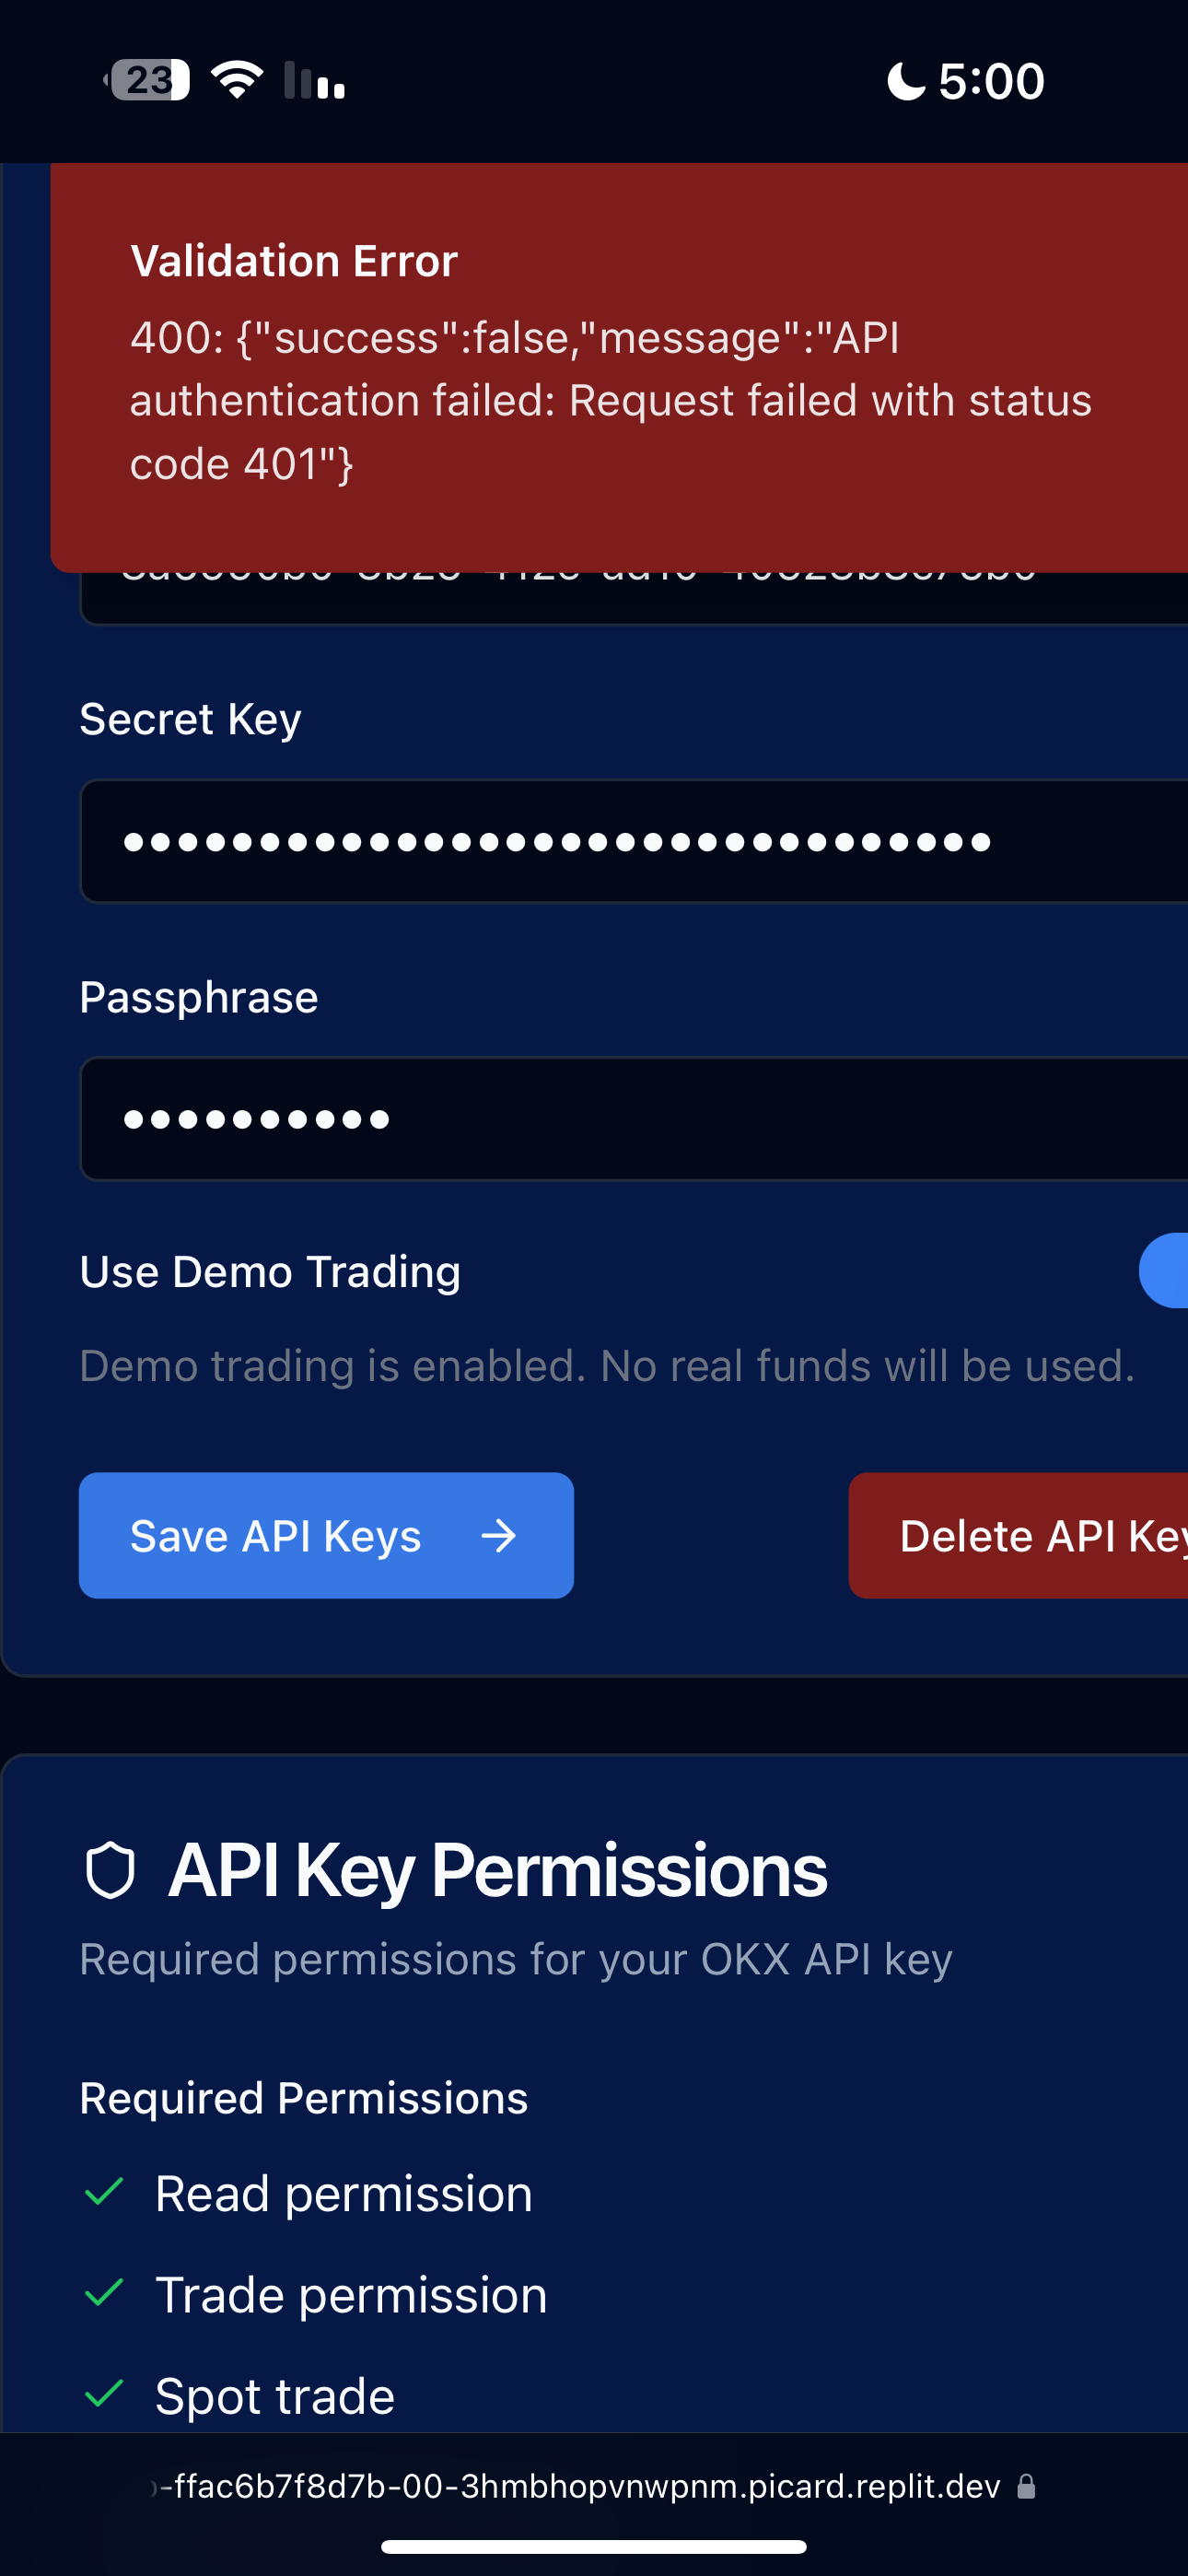 23
5:00
Validation Error
400: {"success":false,"message":"API
authentication failed: Request failed with status
code 401"}
Secret Key
••••••••••••••••••••••••••••••••
Passphrase
••••••••••
Use Demo Trading
Demo trading is enabled. No real funds will be used.
Save API Keys →
Delete API Key
API Key Permissions
Required permissions for your OKX API key
Required Permissions
Read permission
Trade permission
Spot trade
-ffac6b7f8d7b-00-3hmbhopvnwpnm.picard.replit.dev